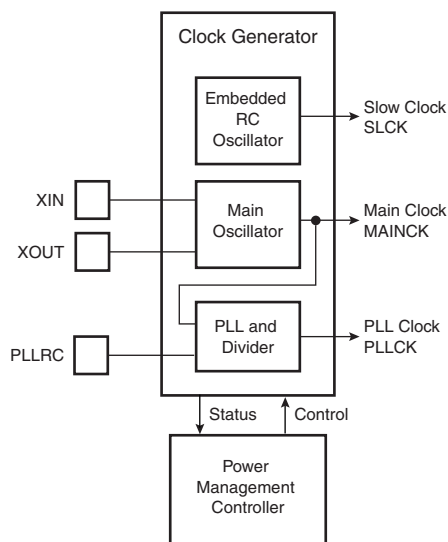 Clock Generator
Embedded
RC
Oscillator
Slow Clock
SLCK
XIN
XOUT
Main
Oscillator
Main Clock
MAINCK
PLLRC
PLL and
Divider
PLL Clock
PLLCK
Status
Control
Power
Management
Controller